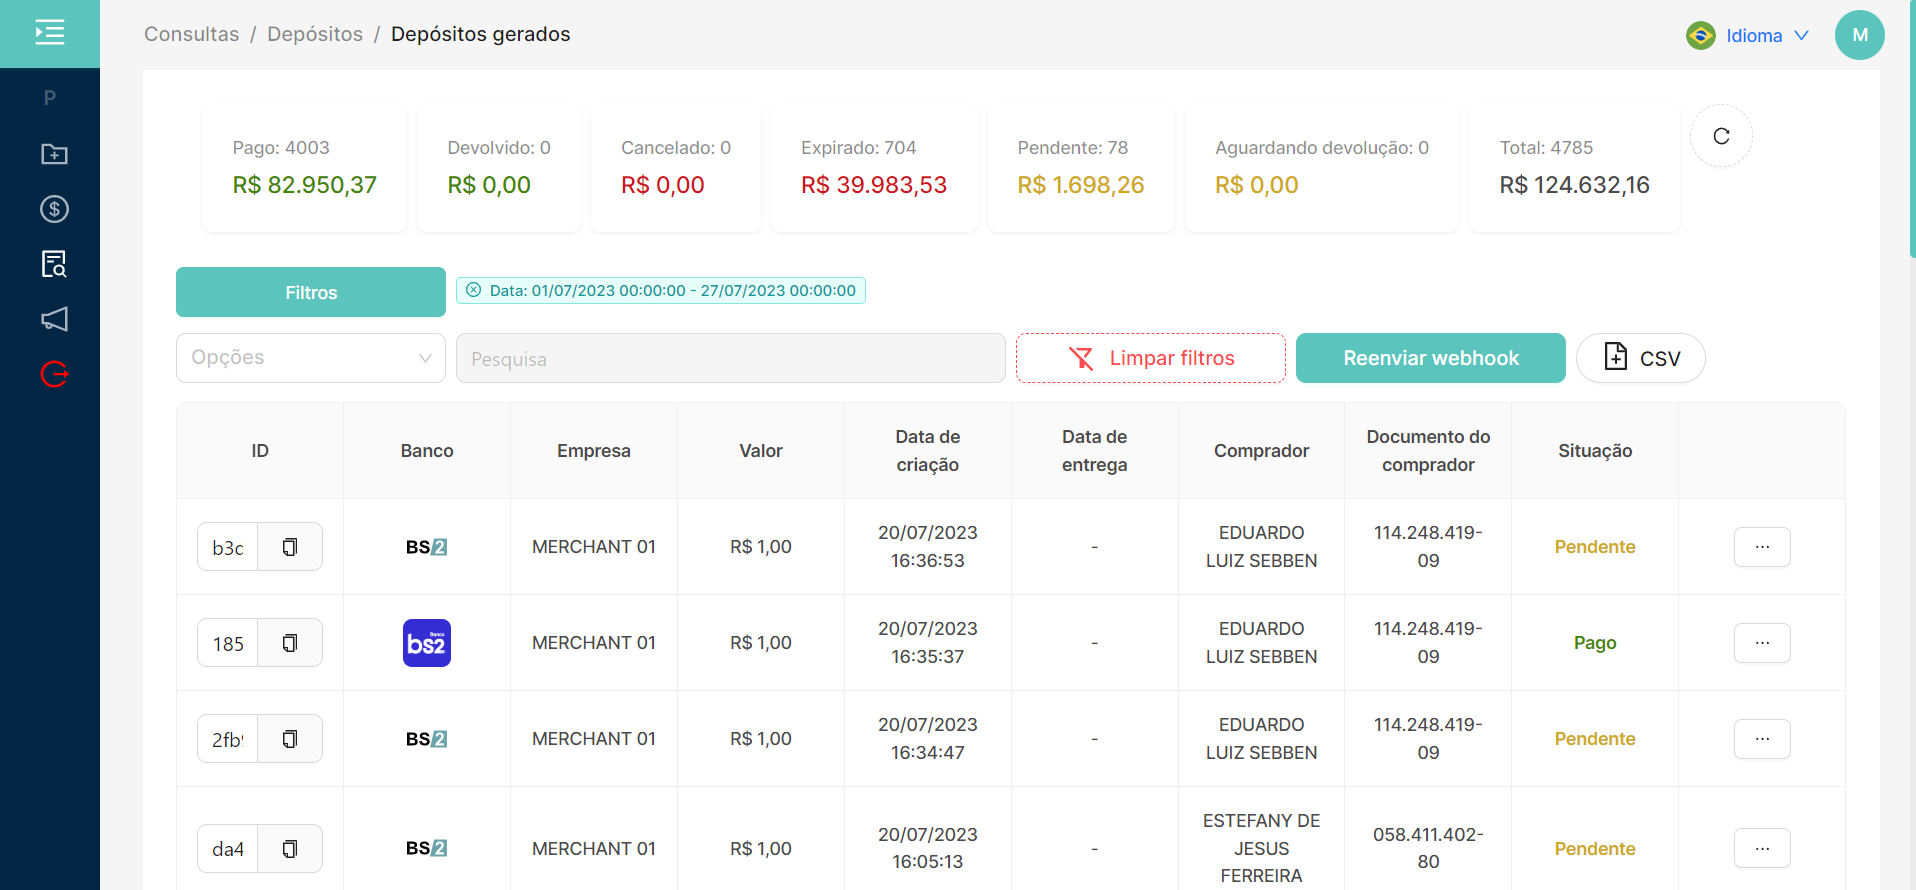 Consultas / Depósitos / Depósitos gerados
Idioma
M
P
Pago: 4003
R$ 82.950,37
Devolvido: 0
R$ 0,00
Cancelado: 0
R$ 0,00
Expirado: 704
R$ 39.983,53
Pendente: 78
R$ 1.698,26
Aguardando devolução: 0
R$ 0,00
Total: 4785
R$ 124.632,16
Filtros
Data: 01/07/2023 00:00:00 - 27/07/2023 00:00:00
Opções
Pesquisa
Limpar filtros
Reenviar webhook
CSV
ID
Banco
Empresa
Valor
Data de
criação
Data de
entrega
Comprador
Documento do
comprador
Situação
b3c
BS2
MERCHANT 01
R$ 1,00
20/07/2023
16:36:53
-
EDUARDO
LUIZ SEBBEN
114.248.419-
09
Pendente
···
185
Banco
bs2
MERCHANT 01
R$ 1,00
20/07/2023
16:35:37
-
EDUARDO
LUIZ SEBBEN
114.248.419-
09
Pago
···
2fb
BS2
MERCHANT 01
R$ 1,00
20/07/2023
16:34:47
-
EDUARDO
LUIZ SEBBEN
114.248.419-
09
Pendente
···
da4
BS2
MERCHANT 01
R$ 1,00
20/07/2023
16:05:13
-
ESTEFANY DE
JESUS
FERREIRA
058.411.402-
80
Pendente
···